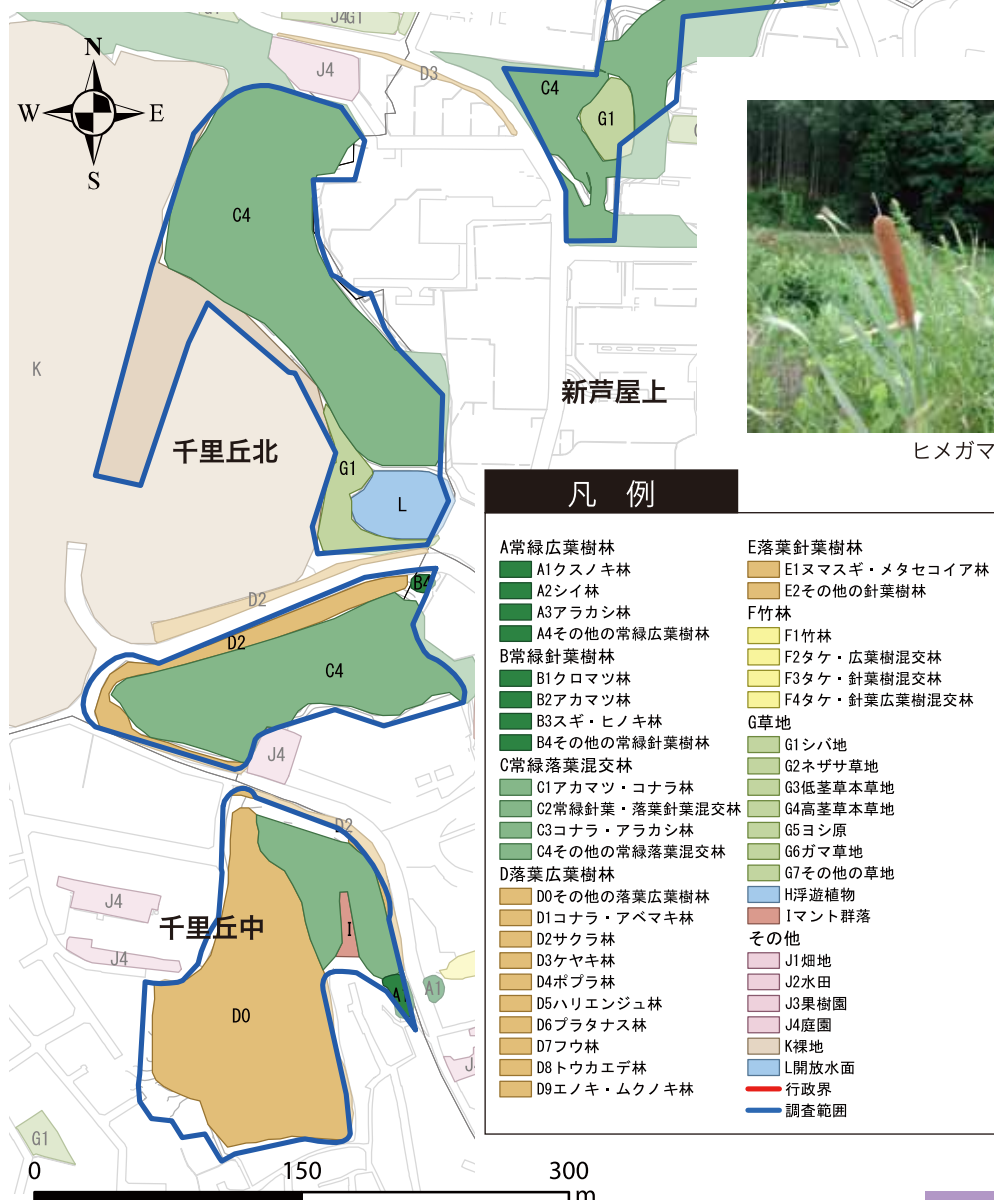 J4G1
N
W E
S
J4
D3
C4
G1
C4
K
新芦屋上
千里丘北
G1
L
ヒメガマ
D2
B4
D2
C4
J4
D2
J4
千里丘中
J4
I
A1
D0
G1
凡 例
A常緑広葉樹林
A1クスノキ林
A2シイ林
A3アラカシ林
A4その他の常緑広葉樹林
B常緑針葉樹林
B1クロマツ林
B2アカマツ林
B3スギ・ヒノキ林
B4その他の常緑針葉樹林
C常緑落葉混交林
C1アカマツ・コナラ林
C2常緑針葉・落葉針葉混交林
C3コナラ・アラカシ林
C4その他の常緑落葉混交林
D落葉広葉樹林
D0その他の落葉広葉樹林
D1コナラ・アベマキ林
D2サクラ林
D3ケヤキ林
D4ポプラ林
D5ハリエンジュ林
D6プラタナス林
D7フウ林
D8トウカエデ林
D9エノキ・ムクノキ林
E落葉針葉樹林
E1ヌマスギ・メタセコイア林
E2その他の針葉樹林
F竹林
F1竹林
F2タケ・広葉樹混交林
F3タケ・針葉樹混交林
F4タケ・針葉広葉樹混交林
G草地
G1シバ地
G2ネザサ草地
G3低茎草本草地
G4高茎草本草地
G5ヨシ原
G6ガマ草地
G7その他の草地
H浮遊植物
Iマント群落
その他
J1畑地
J2水田
J3果樹園
J4庭園
K裸地
L開放水面
行政界
調査範囲
0 150 300
m